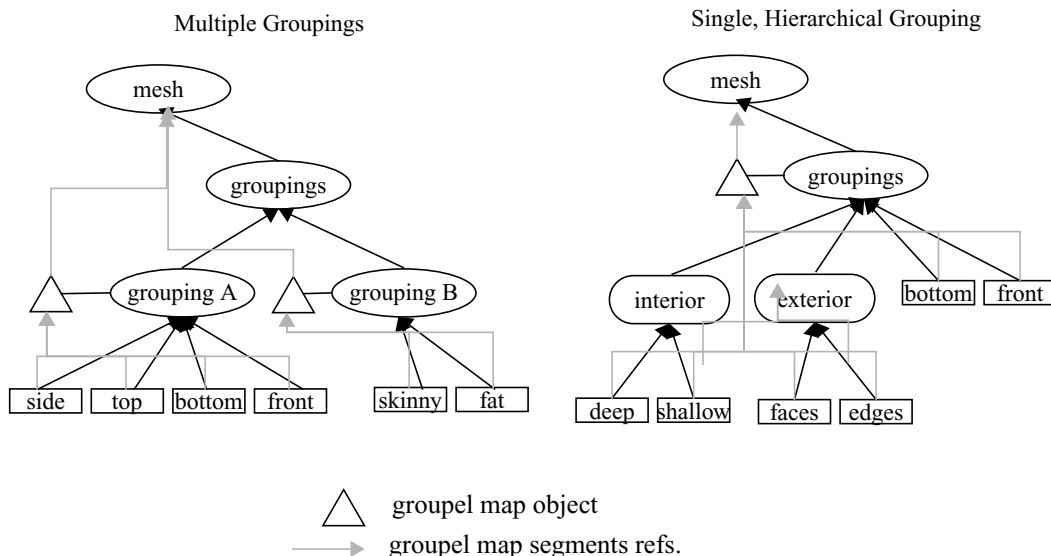 Multiple Groupings
Single, Hierarchical Grouping
mesh
groupings
grouping A
grouping B
side
top
bottom
front
skinny
fat
mesh
groupings
interior
exterior
bottom
front
deep
shallow
faces
edges
groupel map object
groupel map segments refs.